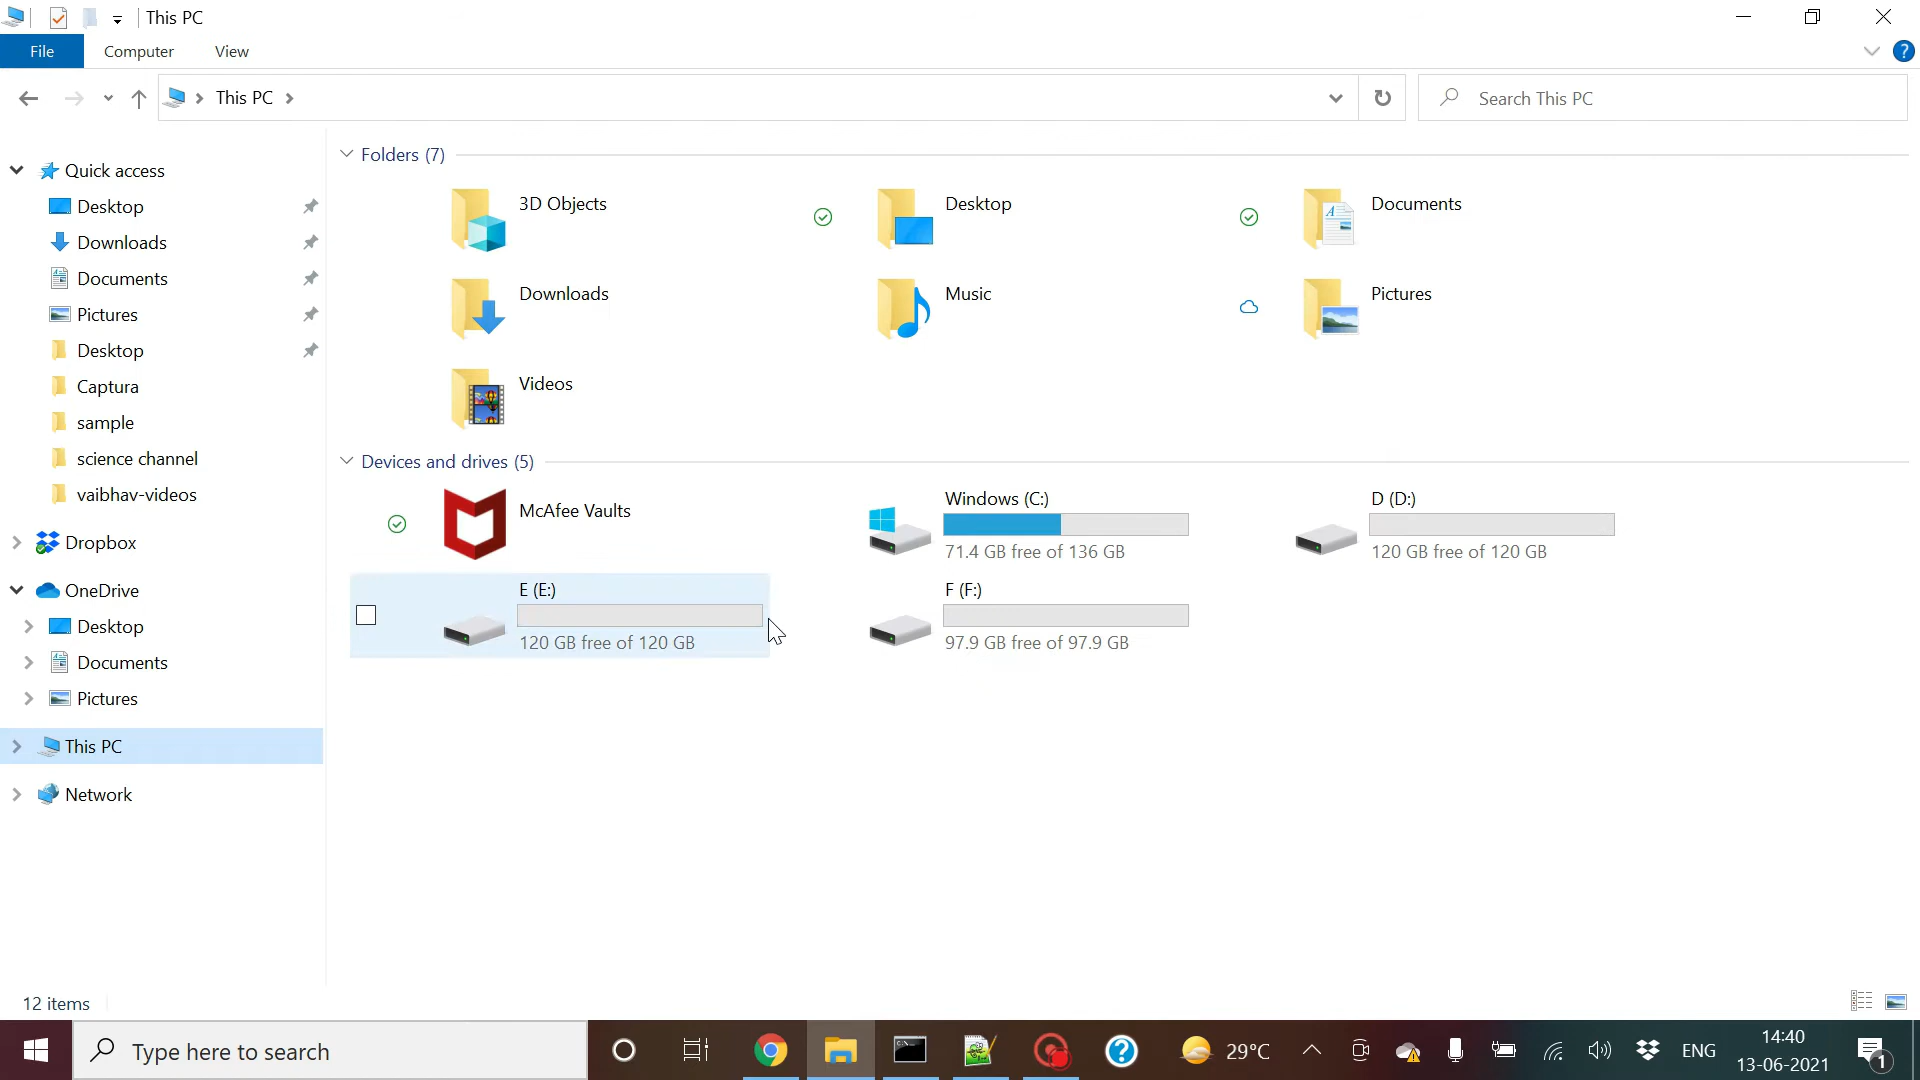 This PC
File Computer View
This PC
Search This PC
Quick access
Desktop
Downloads
Documents
Pictures
Desktop
Captura
sample
science channel
vaibhav-videos
Dropbox
OneDrive
Desktop
Documents
Pictures
This PC
Network
Folders (7)
3D Objects
Desktop
Documents
Downloads
Music
Pictures
Videos
Devices and drives (5)
McAfee Vaults
Windows (C:)
71.4 GB free of 136 GB
D (D:)
120 GB free of 120 GB
E (E:)
120 GB free of 120 GB
F (F:)
97.9 GB free of 97.9 GB
12 items
Type here to search
29°C
ENG
14:40
13-06-2021
1